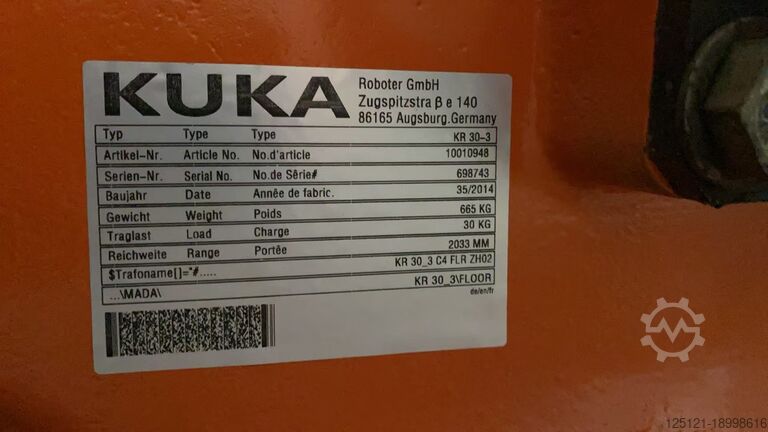 KUKA
Roboter GmbH
Zugspitzstra β e 140
86165 Augsburg.Germany
Typ Type Type KR 30-3
Artikel-Nr. Article No. No.d'article 10010948
Serien-Nr. Serial No. No.de Sêrie# 698743
Baujahr Date Annêe de fabric. 35/2014
Gewicht Weight Poids 665 KG
Traglast Load Charge 30 KG
Reichweite Range Portêe 2033 MM
$Trafoname[]="#..... KR 30_3 C4 FLR ZH02
...\MADA\ KR 30_3\FLOOR
de/en/fr
125121-18998616